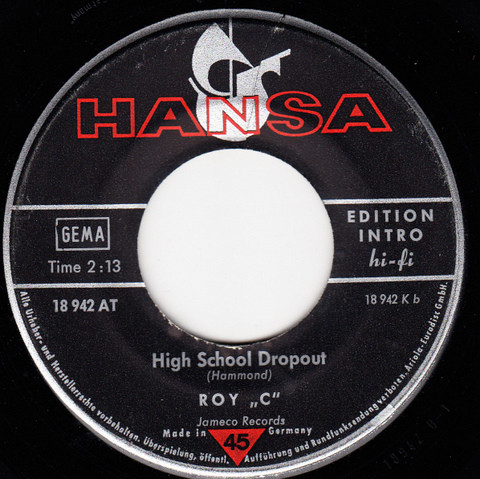 HANSA
GEMA
Time 2:13
18 942 AT
EDITION
INTRO
hi-fi
18 942 K b
High School Dropout
(Hammond)
ROY „C“
Jameco Records
Made in Germany
45
Alle Urheber- und Herstellerrechte vorbehalten. Überspielung, öffentl. Aufführung und Rundfunksendung verboten. Ariola-Eurodisc GmbH.